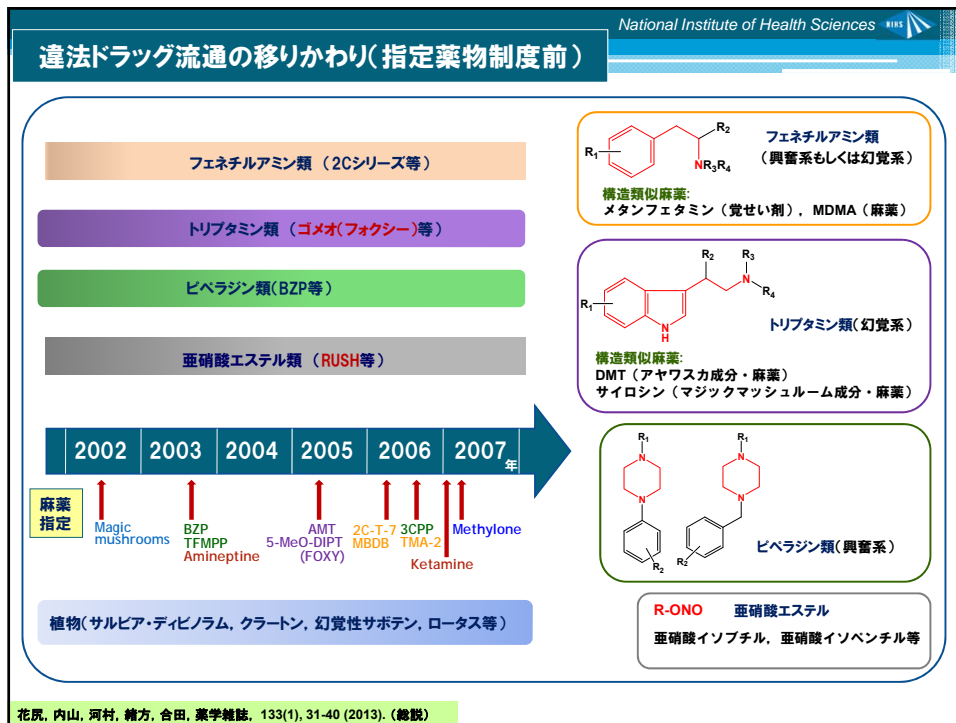 National Institute of Health Sciences NIHS
違法ドラッグ流通の移りかわり(指定薬物制度前)
フェネチルアミン類 (2Cシリーズ等)
トリプタミン類 (ゴメオ(フォクシー)等)
ピペラジン類(BZP等)
亜硝酸エステル類 (RUSH等)
2002 2003 2004 2005 2006 2007 年
麻薬
指定
Magic
mushrooms
BZP
TFMPP
Amineptine
AMT
5-MeO-DIPT
(FOXY)
2C-T-7
MBDB
3CPP
TMA-2
Ketamine
Methylone
植物(サルビア・ディビノラム, クラートン, 幻覚性サボテン, ロータス等)
R1
R2
NR3R4
フェネチルアミン類
(興奮系もしくは幻覚系)
構造類似麻薬:
メタンフェタミン(覚せい剤), MDMA(麻薬)
R2
R3
N
R4
R1
N
H
トリプタミン類(幻覚系)
構造類似麻薬:
DMT(アヤワスカ成分・麻薬)
サイロシン(マジックマッシュルーム成分・麻薬)
R1
N
N
R2
R1
N
N
R2
ピペラジン類(興奮系)
R-ONO 亜硝酸エステル
亜硝酸イソブチル, 亜硝酸イソペンチル等
花尻, 内山, 河村, 緒方, 合田, 薬学雑誌, 133(1), 31-40 (2013). (総説)